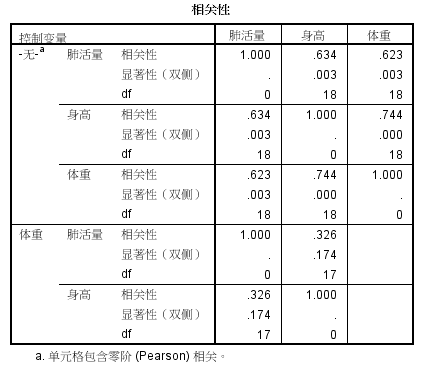 相关性
控制变量 肺活量 身高 体重
-无-a 肺活量 相关性 1.000 .634 .623
显著性（双侧） . .003 .003
df 0 18 18
身高 相关性 .634 1.000 .744
显著性（双侧） .003 . .000
df 18 0 18
体重 相关性 .623 .744 1.000
显著性（双侧） .003 .000 .
df 18 18 0
体重 肺活量 相关性 1.000 .326
显著性（双侧） . .174
df 0 17
身高 相关性 .326 1.000
显著性（双侧） .174 .
df 17 0
a. 单元格包含零阶 (Pearson) 相关。